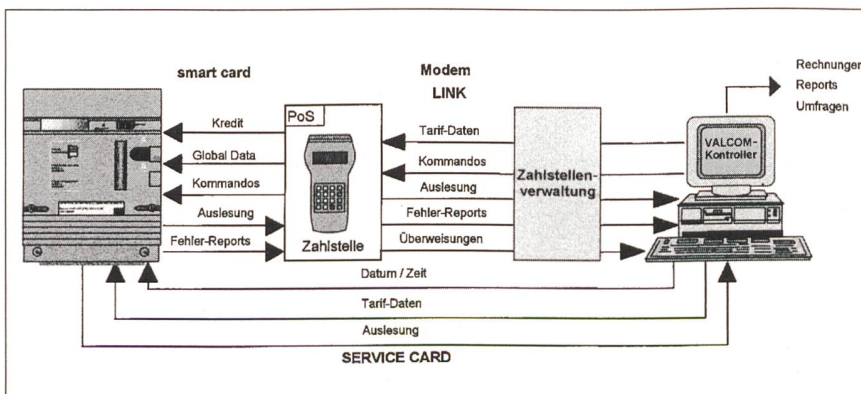 smart card
Modem
LINK
Rechnungen
Reports
Umfragen
PoS
Kredit
Global Data
Kommandos
Auslesung
Fehler-Reports
Zahlstelle
Tarif-Daten
Kommandos
Auslesung
Fehler-Reports
Überweisungen
Zahlstellen-
verwaltung
VALCOM-
Kontroller
Datum / Zeit
Tarif-Daten
Auslesung
SERVICE CARD